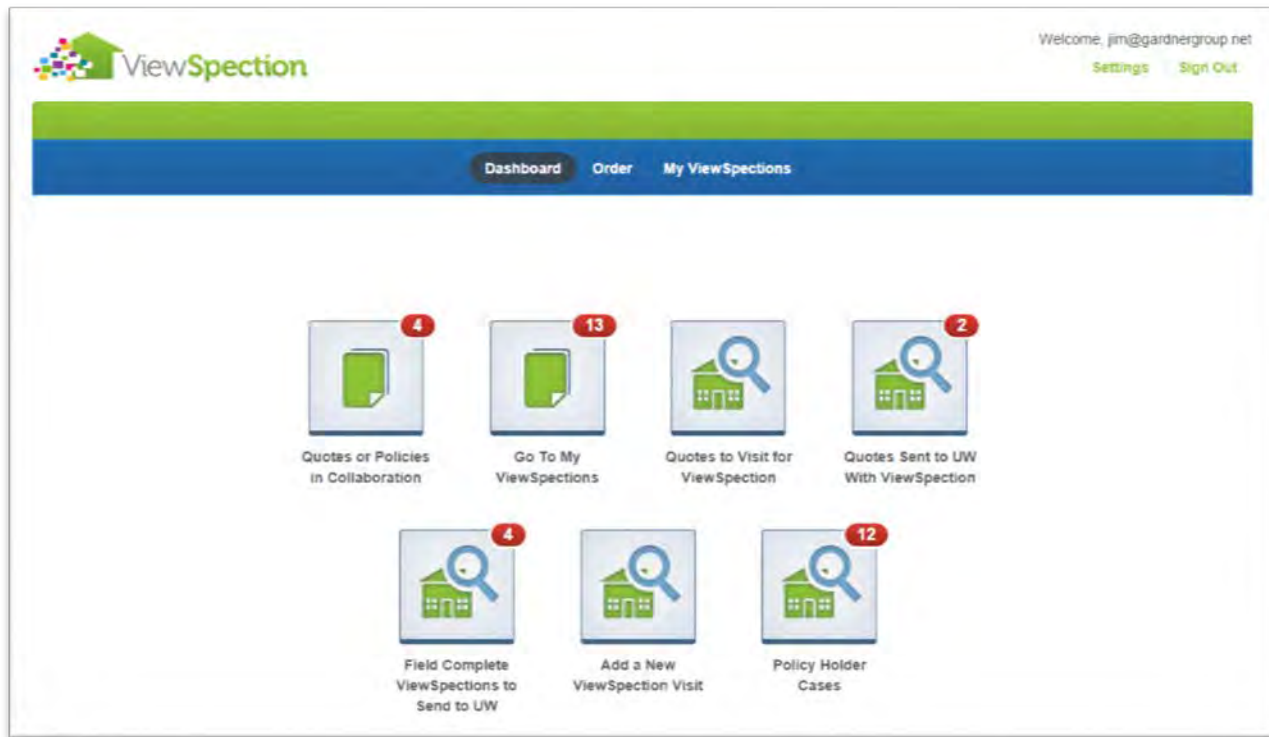 ViewSpection
Welcome, jim@gardnergroup.net
Settings Sign Out
Dashboard Order My ViewSpections
4 13 2
Quotes or Policies
in Collaboration
Go To My
ViewSpections
Quotes to Visit for
ViewSpection
Quotes Sent to UW
With ViewSpection
4 12
Field Complete
ViewSpections to
Send to UW
Add a New
ViewSpection Visit
Policy Holder
Cases